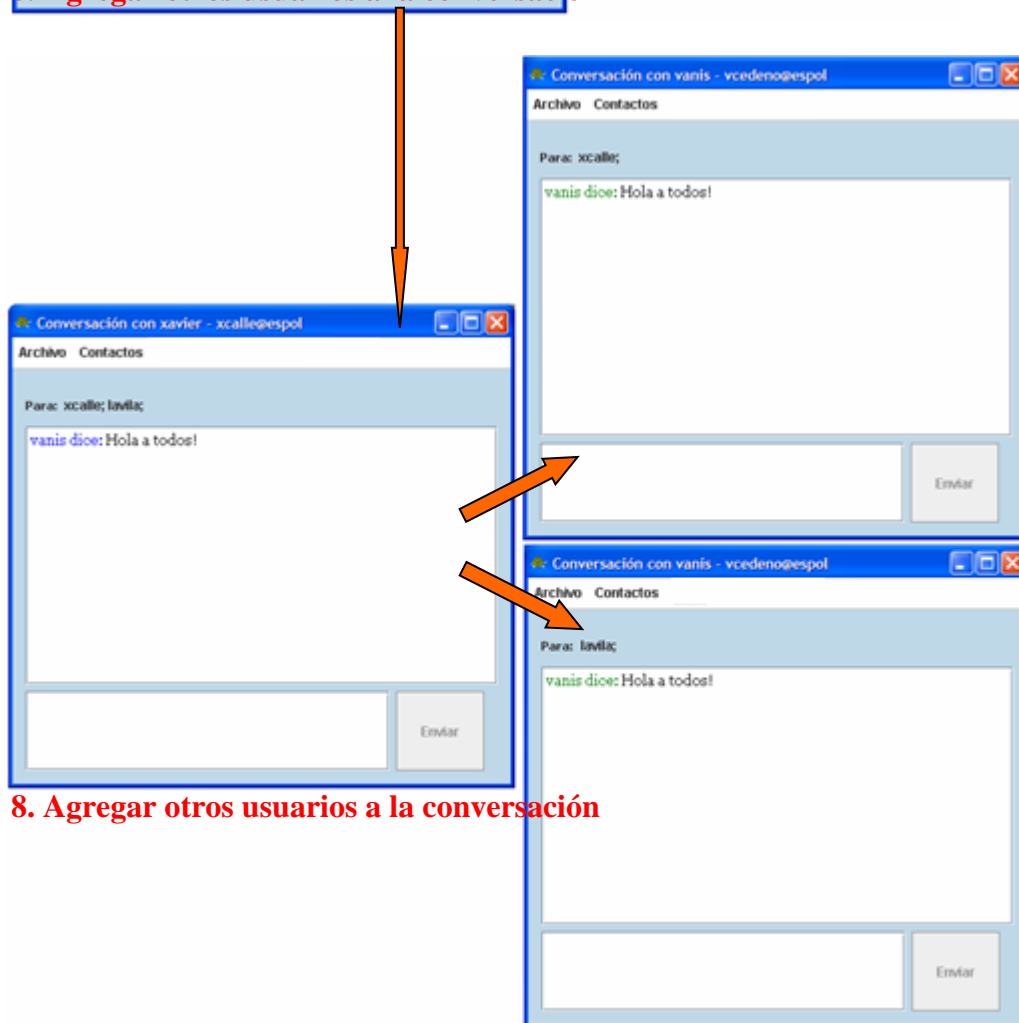 Conversación con vanis - vcedeno@espol
Archivo Contactos
Para: xcalle;
vanis dice: Hola a todos!
Enviar
Conversación con xavier - xcalle@espol
Archivo Contactos
Para: xcalle; lavila;
vanis dice: Hola a todos!
Enviar
Conversación con vanis - vcedeno@espol
Archivo Contactos
Para: lavila;
vanis dice: Hola a todos!
Enviar
8. Agregar otros usuarios a la conversación